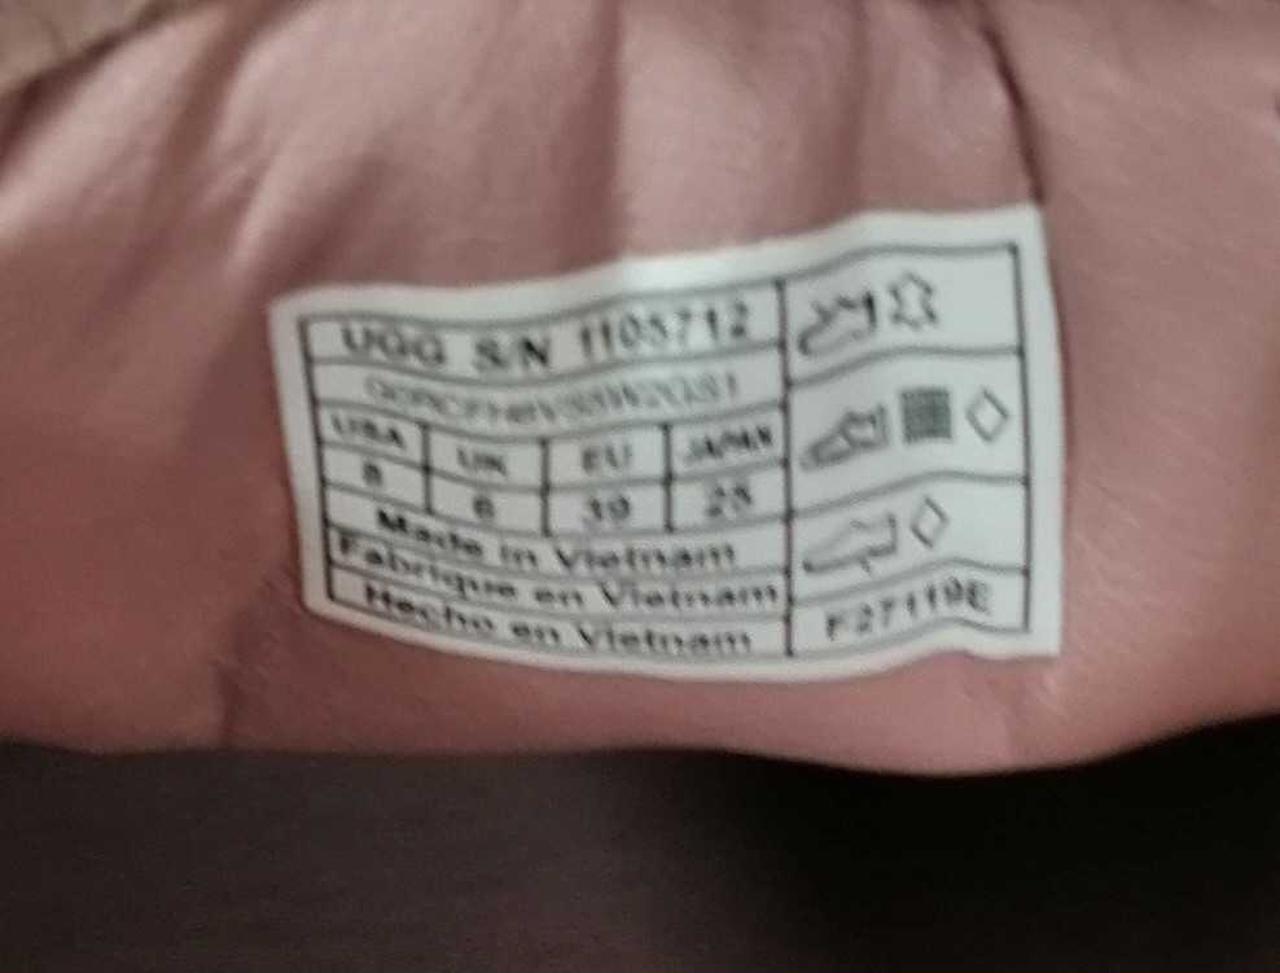 UGG S/N 1105712
USA UK EU JAPAN
8 6 39 25
Made in Vietnam
Fabrique en Vietnam
Hecho en Vietnam
F27119E